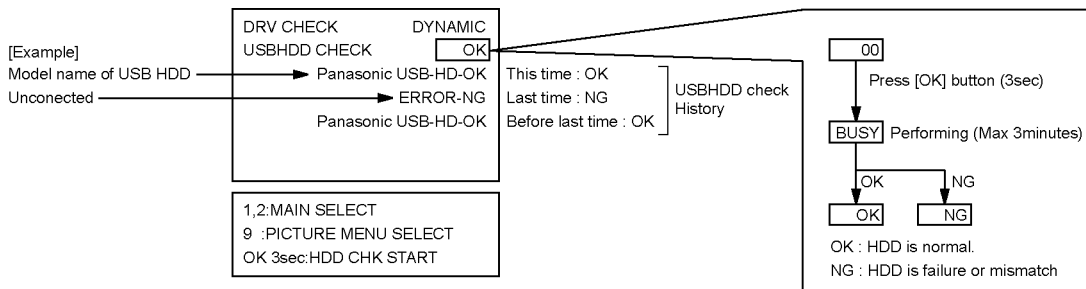 [Example]
Model name of USB HDD
Unconected
DRV CHECK DYNAMIC
USBHDD CHECK OK
Panasonic USB-HD-OK This time : OK
ERROR-NG Last time : NG
Panasonic USB-HD-OK Before last time : OK
USBHDD check
History
1,2:MAIN SELECT
9 :PICTURE MENU SELECT
OK 3sec:HDD CHK START
00
Press [OK] button (3sec)
BUSY Performing (Max 3minutes)
OK NG
OK NG
OK : HDD is normal.
NG : HDD is failure or mismatch